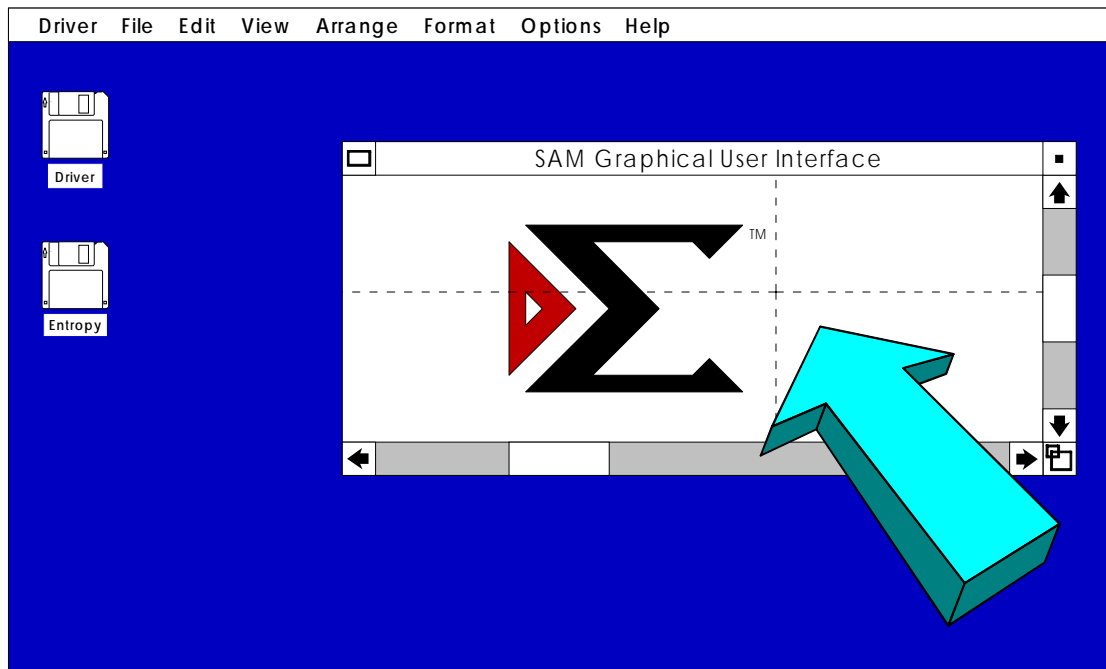 Driver File Edit View Arrange Format Options Help
Driver
SAM Graphical User Interface
TM
Entropy